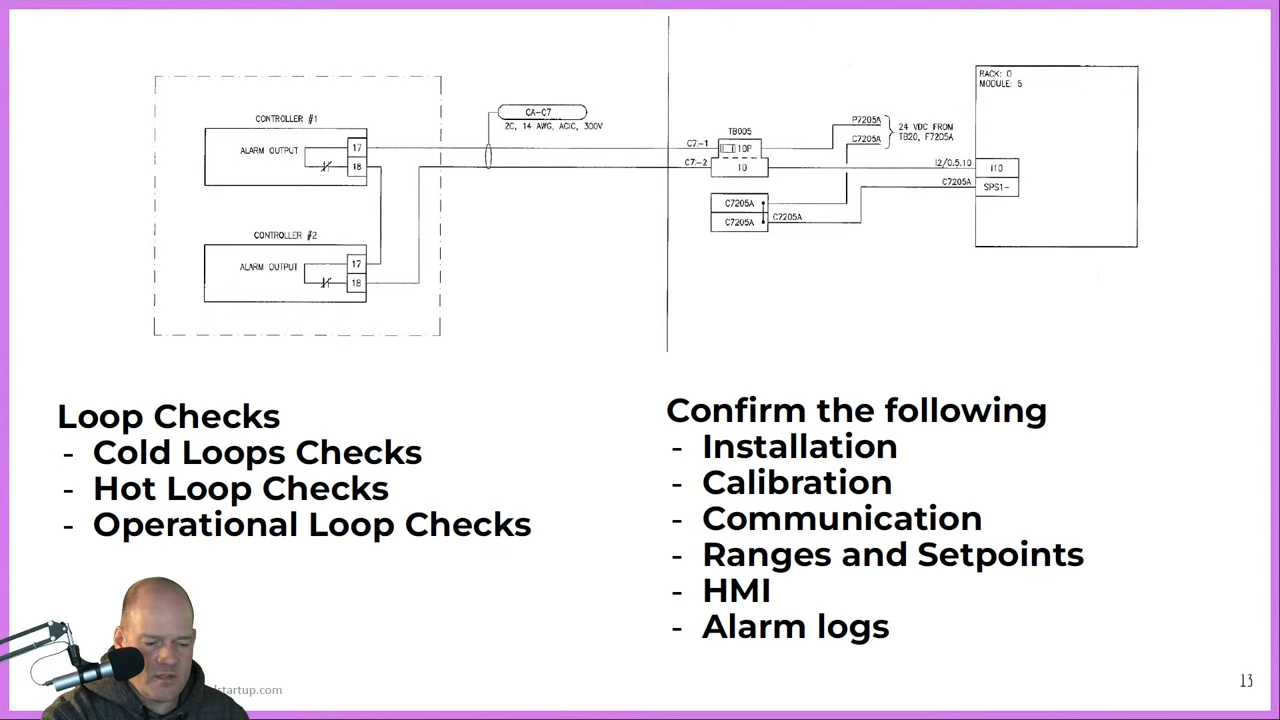 RACK: 0
MODULE: 5
CONTROLLER #1
ALARM OUTPUT
17
18
CA-C7
2C, 14 AWG, ACIC, 300V
TB005
C7.-1
10P
C7.-2
10
P7205A
C7205A
24 VDC FROM
TB20, F7205A
I2/0.5.10
I10
C7205A
SPS1-
C7205A
C7205A
C7205A
CONTROLLER #2
ALARM OUTPUT
17
18
Loop Checks
- Cold Loops Checks
- Hot Loop Checks
- Operational Loop Checks
Confirm the following
- Installation
- Calibration
- Communication
- Ranges and Setpoints
- HMI
- Alarm logs
dstartup.com
13